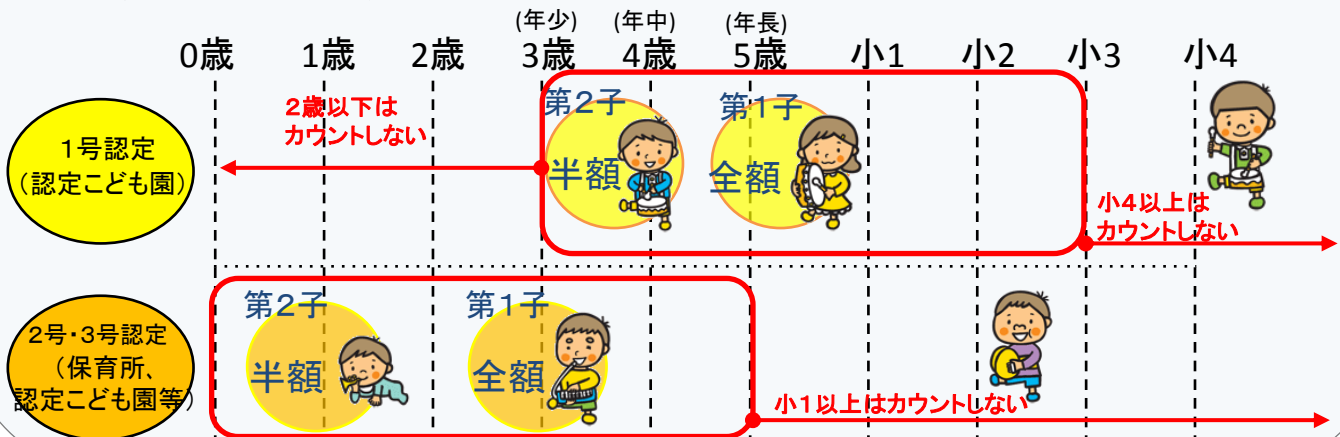 (年少) (年中) (年長)
0歳 1歳 2歳 3歳 4歳 5歳 小1 小2 小3 小4
2歳以下は
カウントしない
1号認定
(認定こども園)
第2子
半額
第1子
全額
小4以上は
カウントしない
2号・3号認定
(保育所、
認定こども園等)
第2子
半額
第1子
全額
小1以上はカウントしない